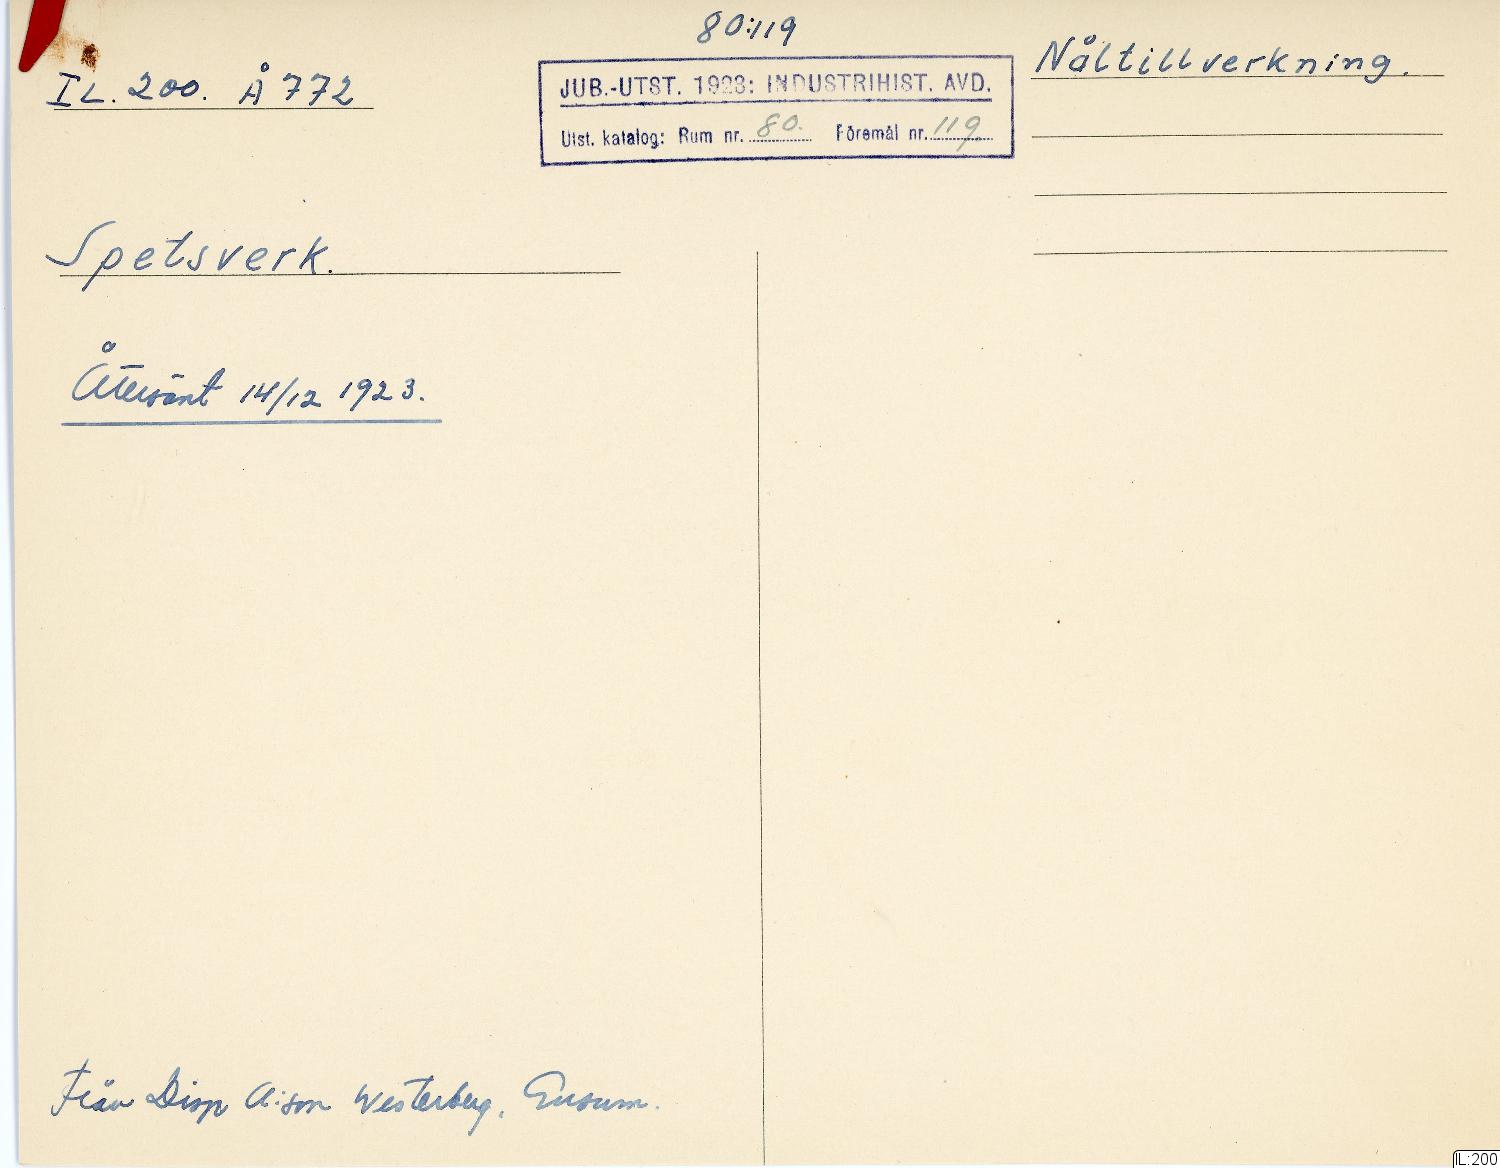 80:119
IL. 200. Å 772
JUB.-UTST. 1923: INDUSTRIHIST. AVD.
Utst. katalog: Rum nr. 80. Föremål nr. 119
Nåltillverkning.
Spetsverk.
Återsänt 14/12 1923.
Från Disp A:son Westerberg, Gusum.
IL:200